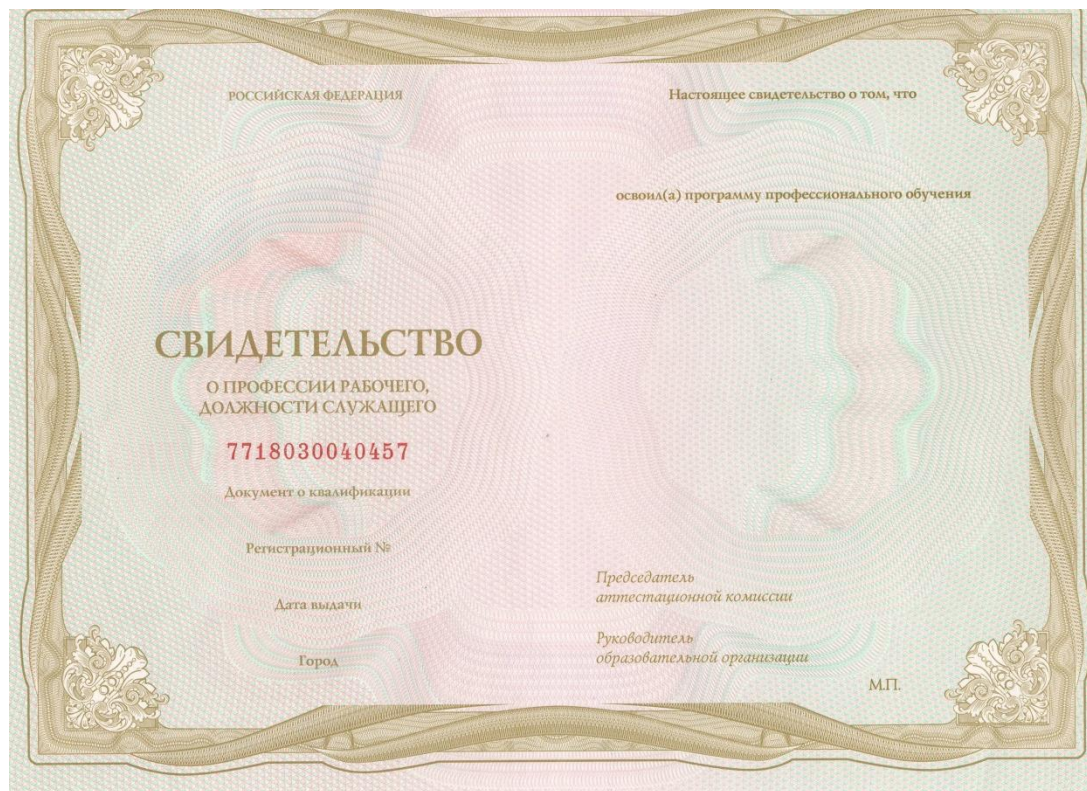 РОССИЙСКАЯ ФЕДЕРАЦИЯ
СВИДЕТЕЛЬСТВО
О ПРОФЕССИИ РАБОЧЕГО,
ДОЛЖНОСТИ СЛУЖАЩЕГО
7718030040457
Документ о квалификации
Регистрационный №
Дата выдачи
Город
Настоящее свидетельство о том, что
освоил(а) программу профессионального обучения
Председатель
аттестационной комиссии
Руководитель
образовательной организации
М.П.